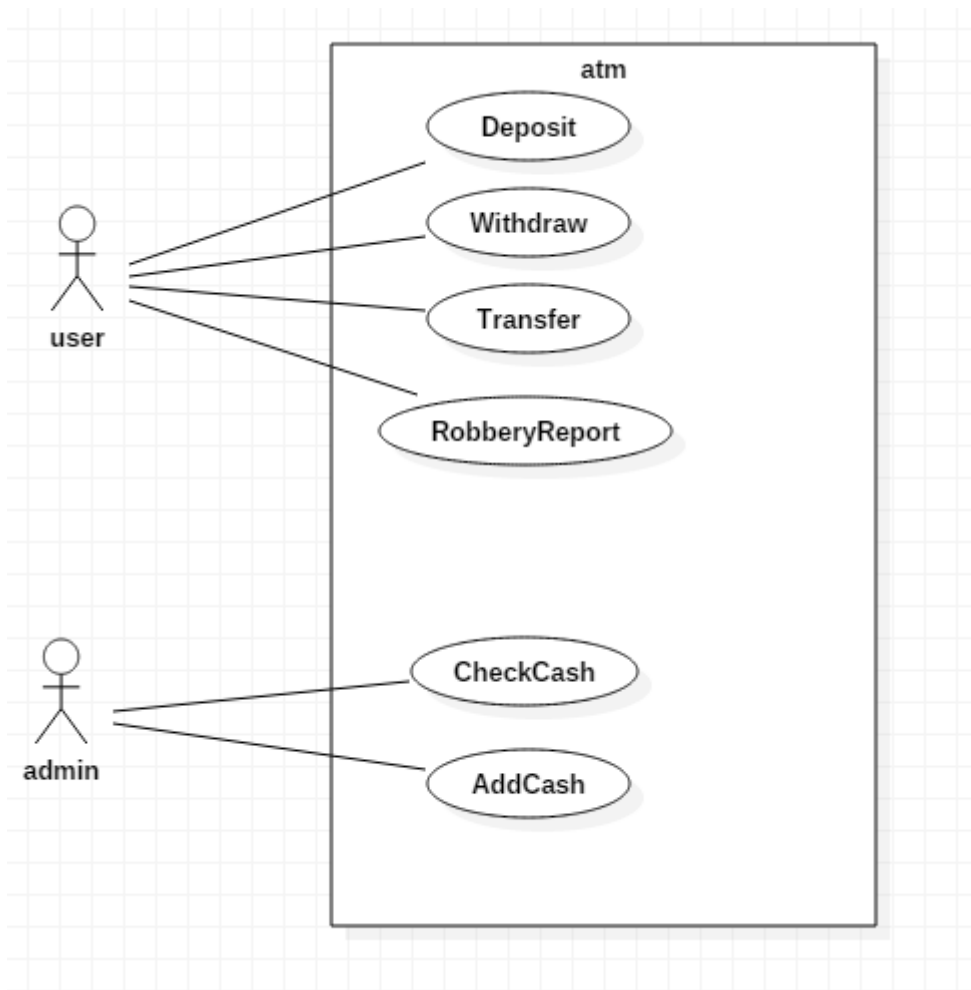 atm
Deposit
Withdraw
Transfer
user
RobberyReport
CheckCash
admin
AddCash